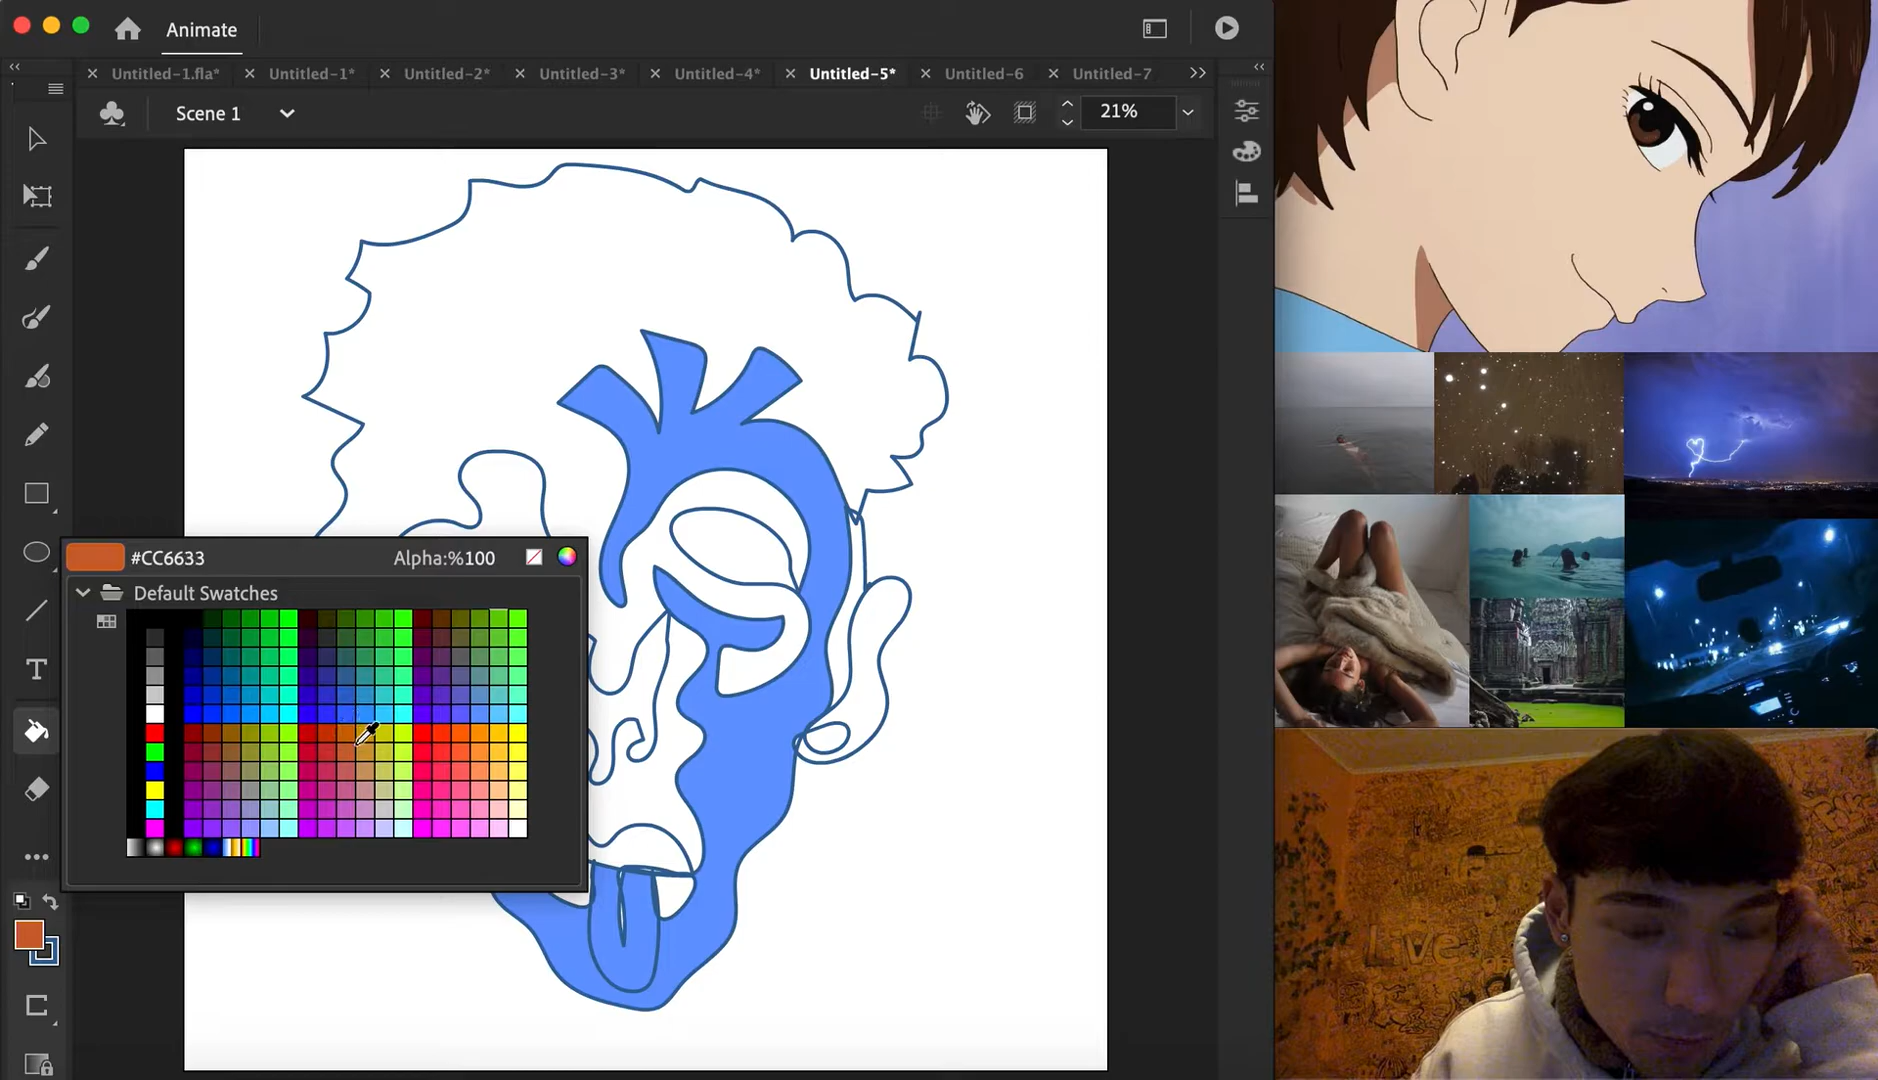 Animate
Untitled-1.fla*
Untitled-1*
Untitled-2*
Untitled-3*
Untitled-4*
Untitled-5*
Untitled-6
Untitled-7
Scene 1
21%
#CC6633
Alpha:%100
Default Swatches
T
Live